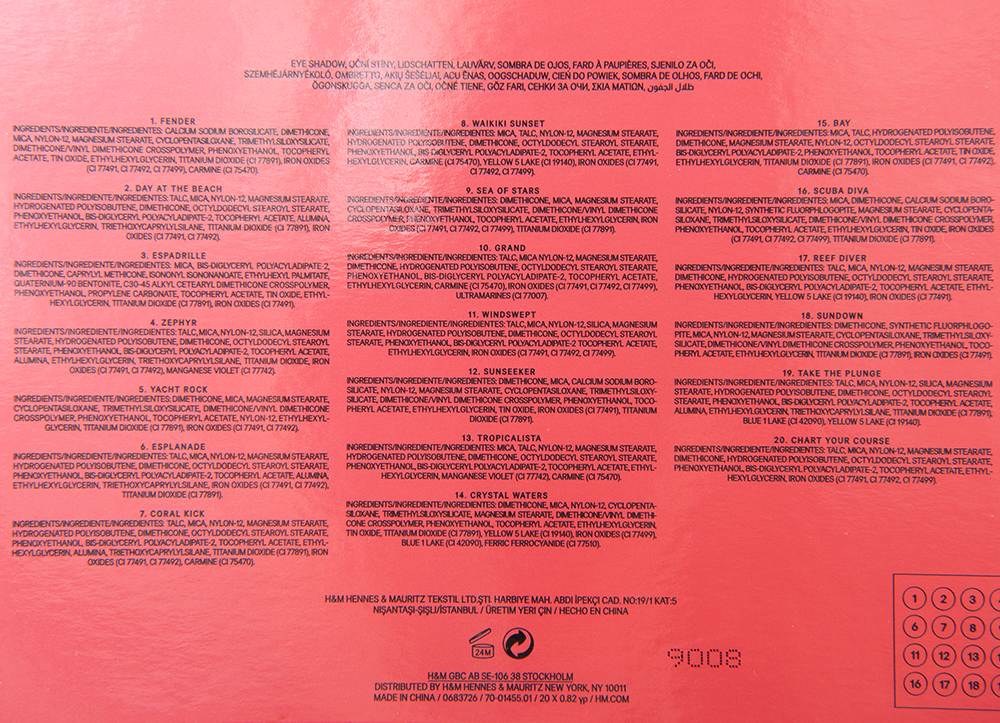 EYE SHADOW, OČNÍ STÍNY, LIDSCHATTEN, LAUVÄRV, SOMBRA DE OJOS, FARD À PAUPIÈRES, SJENILO ZA OČI,
SZEMHÉJÁRNYÉKOLÓ, OMBRETTO, AKIŲ ŠEŠĖLIAI, ACU ĒNAS, OOGSCHADUW, CIEŃ DO POWIEK, SOMBRA DE OLHOS, FARD DE OCHI,
ÖGONSKUGGA, SENCA ZA OČI, OČNÉ TIENE, GÖZ FARI, СЕНКИ ЗА ОЧИ, ΣΚΙΑ ΜΑΤΙΩΝ, ظلال الجفون
1. FENDER
INGREDIENTS/INGREDIENTE/INGREDIENTES: CALCIUM SODIUM BOROSILICATE, DIMETHICONE,
MICA, NYLON-12, MAGNESIUM STEARATE, CYCLOPENTASILOXANE, TRIMETHYLSILOXYSILICATE,
DIMETHICONE/VINYL DIMETHICONE CROSSPOLYMER, PHENOXYETHANOL, TOCOPHERYL
ACETATE, TIN OXIDE, ETHYLHEXYLGLYCERIN, TITANIUM DIOXIDE (CI 77891), IRON OXIDES
(CI 77491, CI 77492, CI 77499), CARMINE (CI 75470).
2. DAY AT THE BEACH
INGREDIENTS/INGREDIENTE/INGREDIENTES: TALC, MICA, NYLON-12, MAGNESIUM STEARATE,
HYDROGENATED POLYISOBUTENE, DIMETHICONE, OCTYLDODECYL STEAROYL STEARATE,
PHENOXYETHANOL, BIS-DIGLYCERYL POLYACYLADIPATE-2, TOCOPHERYL ACETATE, ALUMINA,
ETHYLHEXYLGLYCERIN, TRIETHOXYCAPRYLYLSILANE, TITANIUM DIOXIDE (CI 77891), IRON
OXIDES (CI 77491, CI 77492).
3. ESPADRILLE
INGREDIENTS/INGREDIENTE/INGREDIENTES: MICA, BIS-DIGLYCERYL POLYACYLADIPATE-2,
DIMETHICONE, CAPRYLYL METHICONE, ISONONYL ISONONANOATE, ETHYLHEXYL PALMITATE,
QUATERNIUM-90 BENTONITE, C30-45 ALKYL CETEARYL DIMETHICONE CROSSPOLYMER,
PHENOXYETHANOL, PROPYLENE CARBONATE, TOCOPHERYL ACETATE, TIN OXIDE, ETHYL-
HEXYLGLYCERIN, TITANIUM DIOXIDE (CI 77891), IRON OXIDES (CI 77491).
4. ZEPHYR
INGREDIENTS/INGREDIENTE/INGREDIENTES: TALC, MICA, NYLON-12, SILICA, MAGNESIUM
STEARATE, HYDROGENATED POLYISOBUTENE, DIMETHICONE, OCTYLDODECYL STEAROYL
STEARATE, PHENOXYETHANOL, BIS-DIGLYCERYL POLYACYLADIPATE-2, TOCOPHERYL ACETATE,
ALUMINA, ETHYLHEXYLGLYCERIN, TRIETHOXYCAPRYLYLSILANE, TITANIUM DIOXIDE, IRON
OXIDES (CI 77491, CI 77492), MANGANESE VIOLET (CI 77742).
5. YACHT ROCK
INGREDIENTS/INGREDIENTE/INGREDIENTES: DIMETHICONE, MICA, MAGNESIUM STEARATE,
CYCLOPENTASILOXANE, TRIMETHYLSILOXYSILICATE, DIMETHICONE/VINYL DIMETHICONE
CROSSPOLYMER, PHENOXYETHANOL, TOCOPHERYL ACETATE, NYLON-12, ETHYLHEXYL-
GLYCERIN, TITANIUM DIOXIDE (CI 77891), IRON OXIDES (CI 77491, CI 77492).
6. ESPLANADE
INGREDIENTS/INGREDIENTE/INGREDIENTES: TALC, MICA, NYLON-12, MAGNESIUM STEARATE,
HYDROGENATED POLYISOBUTENE, DIMETHICONE, OCTYLDODECYL STEAROYL STEARATE,
PHENOXYETHANOL, BIS-DIGLYCERYL POLYACYLADIPATE-2, TOCOPHERYL ACETATE, ALUMINA,
ETHYLHEXYLGLYCERIN, TRIETHOXYCAPRYLYLSILANE, IRON OXIDES (CI 77491, CI 77492),
TITANIUM DIOXIDE (CI 77891).
7. CORAL KICK
INGREDIENTS/INGREDIENTE/INGREDIENTES: TALC, MICA, NYLON-12, MAGNESIUM STEARATE,
HYDROGENATED POLYISOBUTENE, DIMETHICONE, OCTYLDODECYL STEAROYL STEARATE,
PHENOXYETHANOL, BIS-DIGLYCERYL POLYACYLADIPATE-2, TOCOPHERYL ACETATE, ETHYL-
HEXYLGLYCERIN, ALUMINA, TRIETHOXYCAPRYLYLSILANE, TITANIUM DIOXIDE (CI 77891), IRON
OXIDES (CI 77491, CI 77492), CARMINE (CI 75470).
8. WAIKIKI SUNSET
INGREDIENTS/INGREDIENTE/INGREDIENTES: MICA, TALC, NYLON-12, MAGNESIUM STEARATE,
HYDROGENATED POLYISOBUTENE, DIMETHICONE, OCTYLDODECYL STEAROYL STEARATE,
PHENOXYETHANOL, BIS-DIGLYCERYL POLYACYLADIPATE-2, TOCOPHERYL ACETATE, ETHYL-
HEXYLGLYCERIN, CARMINE (CI 75470), YELLOW 5 LAKE (CI 19140), IRON OXIDES (CI 77491,
CI 77492, CI 77499).
9. SEA OF STARS
INGREDIENTS/INGREDIENTE/INGREDIENTES: DIMETHICONE, MICA, MAGNESIUM STEARATE,
CYCLOPENTASILOXANE, TRIMETHYLSILOXYSILICATE, DIMETHICONE/VINYL DIMETHICONE
CROSSPOLYMER, PHENOXYETHANOL, TOCOPHERYL ACETATE, ETHYLHEXYLGLYCERIN, IRON
OXIDES (CI 77491, CI 77492, CI 77499), TITANIUM DIOXIDE (CI 77891).
10. GRAND
INGREDIENTS/INGREDIENTE/INGREDIENTES: TALC, MICA, NYLON-12, MAGNESIUM STEARATE,
DIMETHICONE, HYDROGENATED POLYISOBUTENE, OCTYLDODECYL STEAROYL STEARATE,
PHENOXYETHANOL, BIS-DIGLYCERYL POLYACYLADIPATE-2, TOCOPHERYL ACETATE,
ETHYLHEXYLGLYCERIN, CARMINE (CI 75470), IRON OXIDES (CI 77491, CI 77492, CI 77499),
ULTRAMARINES (CI 77007).
11. WINDSWEPT
INGREDIENTS/INGREDIENTE/INGREDIENTES: TALC, MICA, NYLON-12, SILICA, MAGNESIUM
STEARATE, HYDROGENATED POLYISOBUTENE, DIMETHICONE, OCTYLDODECYL STEAROYL
STEARATE, PHENOXYETHANOL, BIS-DIGLYCERYL POLYACYLADIPATE-2, TOCOPHERYL ACETATE,
ETHYLHEXYLGLYCERIN, IRON OXIDES (CI 77491, CI 77492, CI 77499).
12. SUNSEEKER
INGREDIENTS/INGREDIENTE/INGREDIENTES: DIMETHICONE, MICA, CALCIUM SODIUM BORO-
SILICATE, NYLON-12, MAGNESIUM STEARATE, CYCLOPENTASILOXANE, TRIMETHYLSILOXY-
SILICATE, DIMETHICONE/VINYL DIMETHICONE CROSSPOLYMER, PHENOXYETHANOL, TOCO-
PHERYL ACETATE, ETHYLHEXYLGLYCERIN, TIN OXIDE, IRON OXIDES (CI 77491), TITANIUM
DIOXIDE (CI 77891).
13. TROPICALISTA
INGREDIENTS/INGREDIENTE/INGREDIENTES: MICA, TALC, NYLON-12, MAGNESIUM STEARATE,
HYDROGENATED POLYISOBUTENE, DIMETHICONE, OCTYLDODECYL STEAROYL STEARATE,
PHENOXYETHANOL, BIS-DIGLYCERYL POLYACYLADIPATE-2, TOCOPHERYL ACETATE, ETHYL-
HEXYLGLYCERIN, MANGANESE VIOLET (CI 77742), CARMINE (CI 75470).
14. CRYSTAL WATERS
INGREDIENTS/INGREDIENTE/INGREDIENTES: DIMETHICONE, MICA, NYLON-12, CYCLOPENTA-
SILOXANE, TRIMETHYLSILOXYSILICATE, MAGNESIUM STEARATE, DIMETHICONE/VINYL DIMETHI-
CONE CROSSPOLYMER, PHENOXYETHANOL, TOCOPHERYL ACETATE, ETHYLHEXYLGLYCERIN,
TIN OXIDE, TITANIUM DIOXIDE (CI 77891), YELLOW 5 LAKE (CI 19140), IRON OXIDES (CI 77499),
BLUE 1 LAKE (CI 42090), FERRIC FERROCYANIDE (CI 77510).
15. BAY
INGREDIENTS/INGREDIENTE/INGREDIENTES: MICA, TALC, HYDROGENATED POLYISOBUTENE,
DIMETHICONE, MAGNESIUM STEARATE, NYLON-12, OCTYLDODECYL STEAROYL STEARATE,
BIS-DIGLYCERYL POLYACYLADIPATE-2, PHENOXYETHANOL, TOCOPHERYL ACETATE, TIN OXIDE,
ETHYLHEXYLGLYCERIN, TITANIUM DIOXIDE (CI 77891), IRON OXIDES (CI 77491, CI 77492),
CARMINE (CI 75470).
16. SCUBA DIVA
INGREDIENTS/INGREDIENTE/INGREDIENTES: MICA, DIMETHICONE, CALCIUM SODIUM BORO-
SILICATE, NYLON-12, SYNTHETIC FLUORPHLOGOPITE, MAGNESIUM STEARATE, CYCLOPENTA-
SILOXANE, TRIMETHYLSILOXYSILICATE, DIMETHICONE/VINYL DIMETHICONE CROSSPOLYMER,
PHENOXYETHANOL, TOCOPHERYL ACETATE, ETHYLHEXYLGLYCERIN, TIN OXIDE, IRON OXIDES
(CI 77491, CI 77492, CI 77499), TITANIUM DIOXIDE (CI 77891).
17. REEF DIVER
INGREDIENTS/INGREDIENTE/INGREDIENTES: TALC, MICA, NYLON-12, MAGNESIUM STEARATE,
DIMETHICONE, HYDROGENATED POLYISOBUTENE, OCTYLDODECYL STEAROYL STEARATE,
PHENOXYETHANOL, BIS-DIGLYCERYL POLYACYLADIPATE-2, TOCOPHERYL ACETATE, ETHYL-
HEXYLGLYCERIN, YELLOW 5 LAKE (CI 19140), IRON OXIDES (CI 77491).
18. SUNDOWN
INGREDIENTS/INGREDIENTE/INGREDIENTES: DIMETHICONE, SYNTHETIC FLUORPHLOGO-
PITE, MICA, NYLON-12, MAGNESIUM STEARATE, CYCLOPENTASILOXANE, TRIMETHYLSILOXY-
SILICATE, DIMETHICONE/VINYL DIMETHICONE CROSSPOLYMER, PHENOXYETHANOL, TOCO-
PHERYL ACETATE, ETHYLHEXYLGLYCERIN, TITANIUM DIOXIDE (CI 77891), IRON OXIDES (CI 77491).
19. TAKE THE PLUNGE
INGREDIENTS/INGREDIENTE/INGREDIENTES: TALC, MICA, NYLON-12, SILICA, MAGNESIUM
STEARATE, HYDROGENATED POLYISOBUTENE, DIMETHICONE, OCTYLDODECYL STEAROYL
STEARATE, PHENOXYETHANOL, BIS-DIGLYCERYL POLYACYLADIPATE-2, TOCOPHERYL ACETATE,
ALUMINA, ETHYLHEXYLGLYCERIN, TRIETHOXYCAPRYLYLSILANE, TITANIUM DIOXIDE (CI 77891),
BLUE 1 LAKE (CI 42090), YELLOW 5 LAKE (CI 19140).
20. CHART YOUR COURSE
INGREDIENTS/INGREDIENTE/INGREDIENTES: TALC, MICA, NYLON-12, MAGNESIUM STEARATE,
DIMETHICONE, HYDROGENATED POLYISOBUTENE, OCTYLDODECYL STEAROYL STEARATE,
PHENOXYETHANOL, BIS-DIGLYCERYL POLYACYLADIPATE-2, TOCOPHERYL ACETATE,
ETHYLHEXYLGLYCERIN, IRON OXIDES (CI 77491, CI 77492, CI 77499).
H&M HENNES & MAURITZ TEKSTIL LTD.ŞTI. HARBIYE MAH. ABDI İPEKÇI CAD. NO:19/1 KAT:5
NIŞANTAŞI-ŞIŞLI/İSTANBUL / ÜRETIM YERI ÇIN / HECHO EN CHINA
24M
9008
H&M GBC AB SE-106 38 STOCKHOLM
DISTRIBUTED BY H&M HENNES & MAURITZ NEW YORK, NY 10011
MADE IN CHINA / 0683726 / 70-01455.01 / 20 X 0.82 γρ / HM.COM
1 2 3
6 7 8
11 12 13
16 17 18